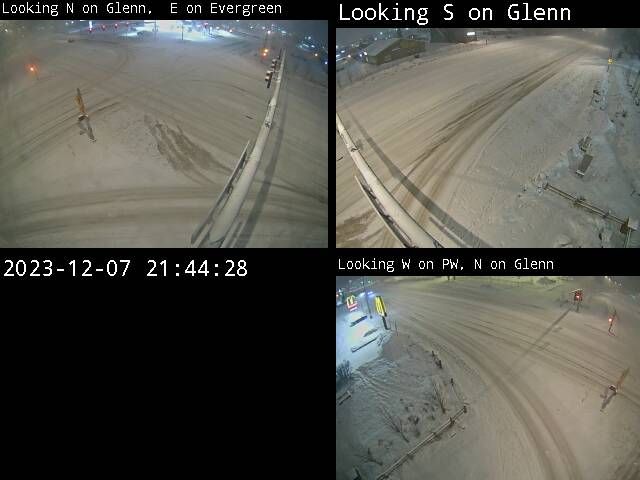 Looking N on Glenn,  E on Evergreen
Looking S on Glenn
2023-12-07 21:44:28
Looking W on PW, N on Glenn